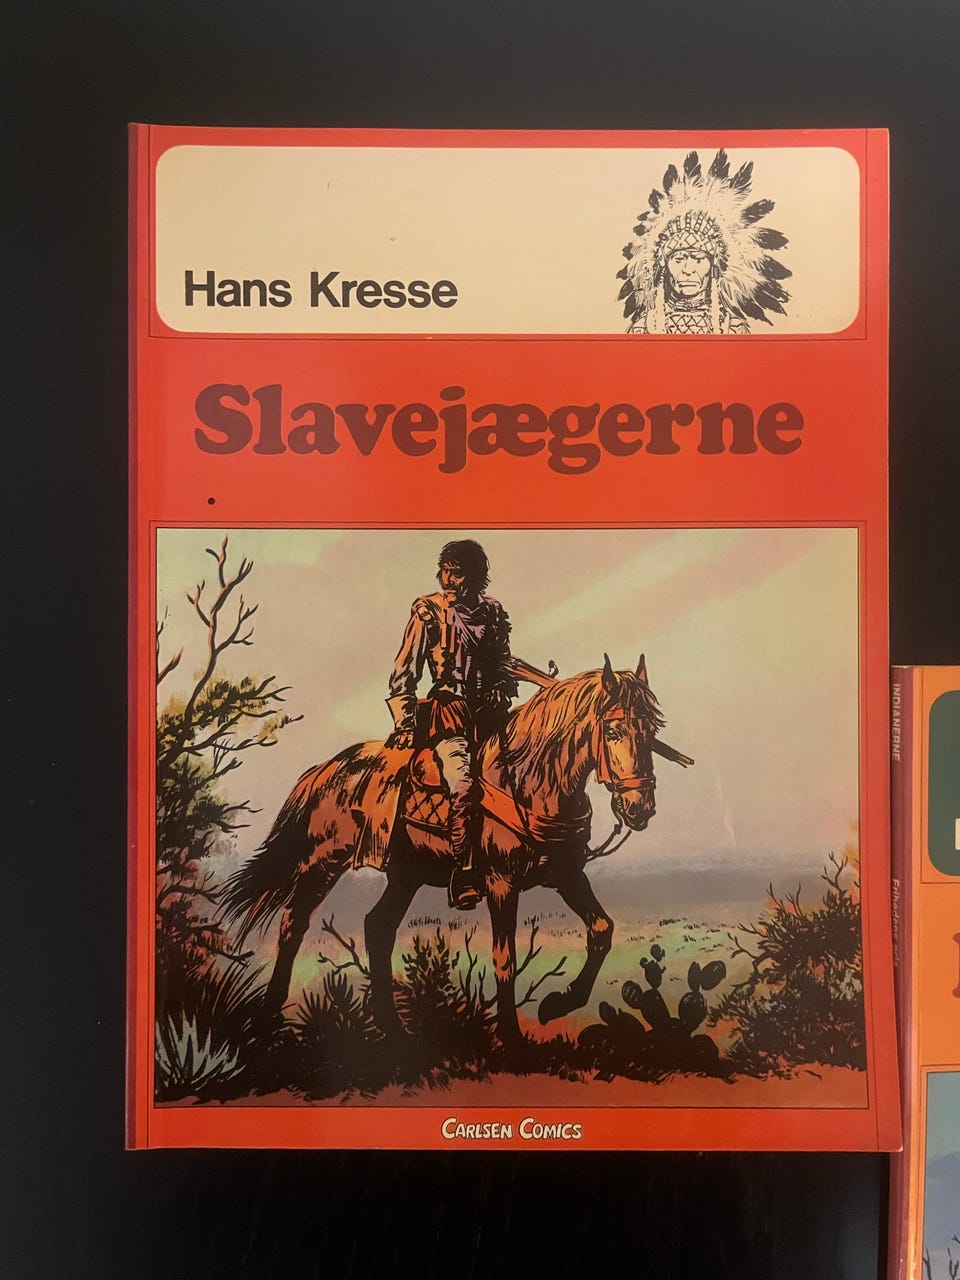 Hans Kresse
Slavejægerne
CARLSEN COMICS
INDIANERNE